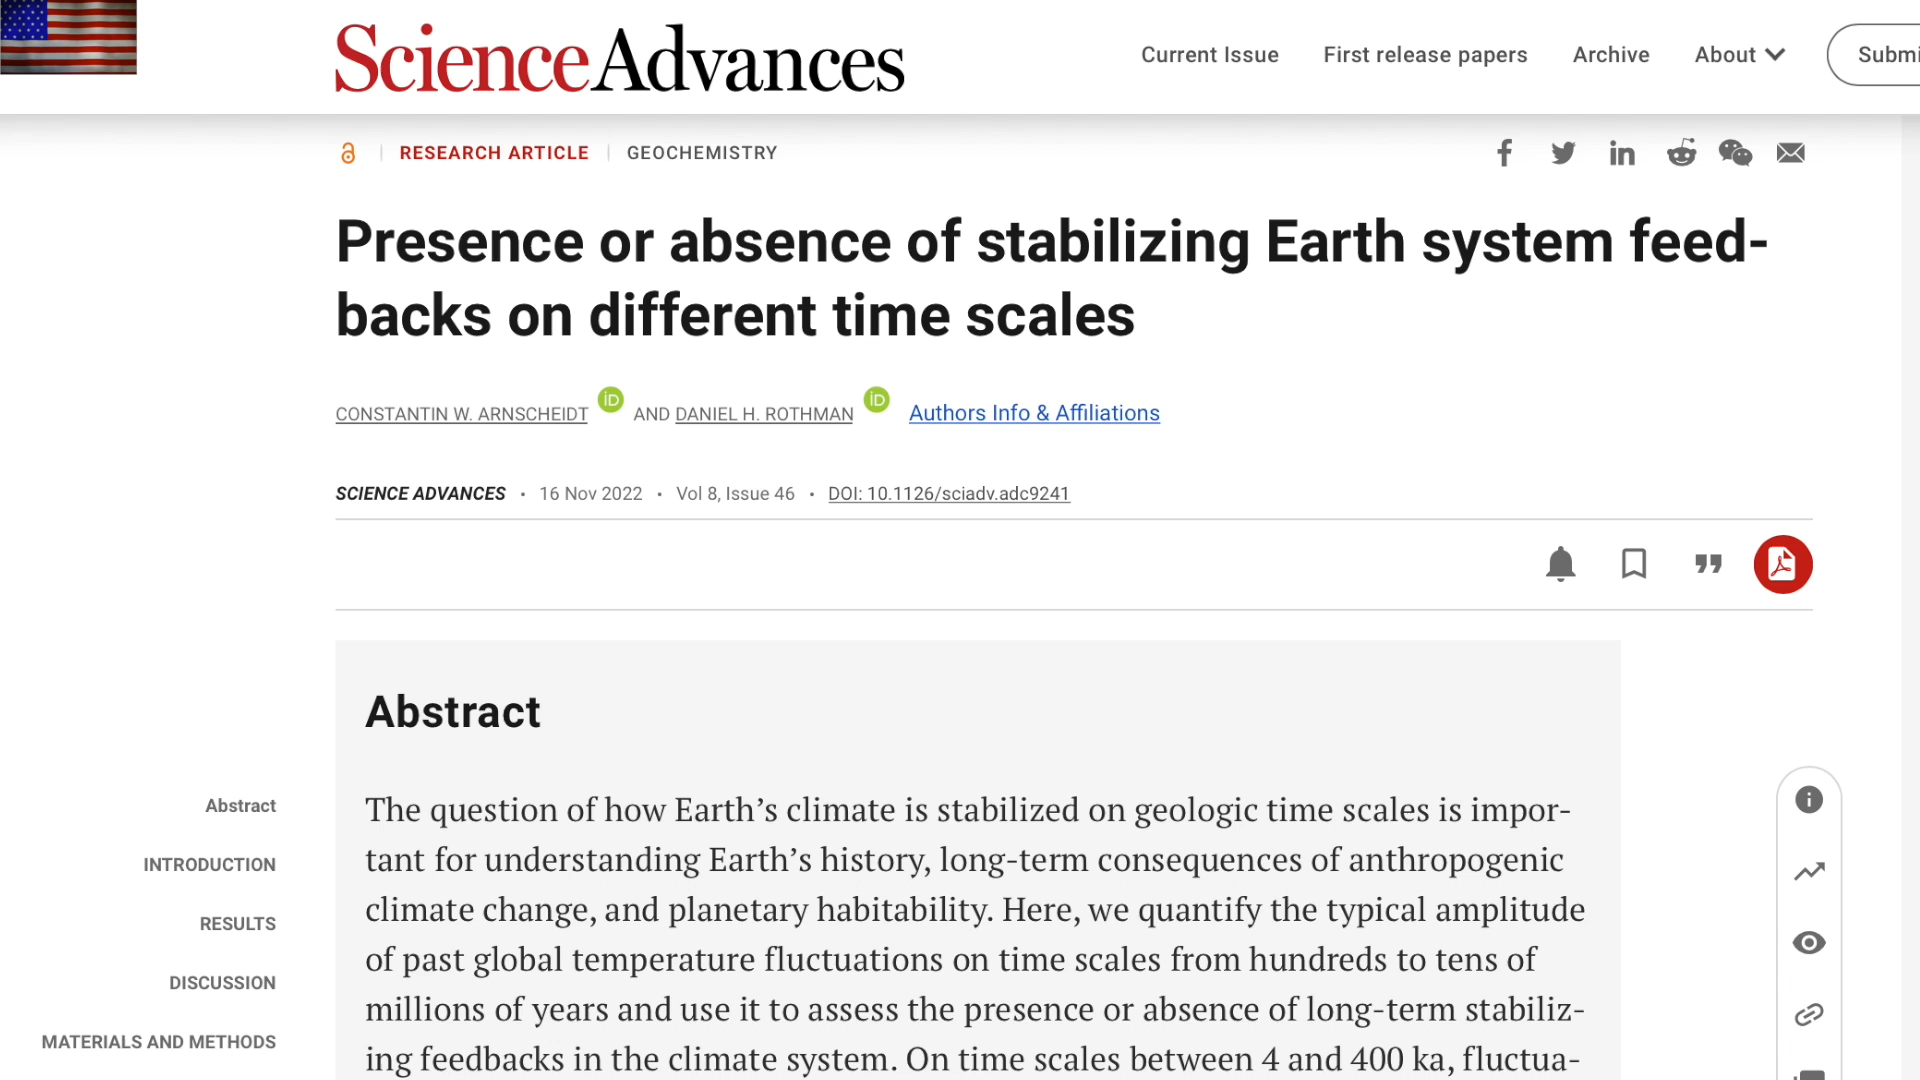 ScienceAdvances
Current Issue First release papers Archive About Submi
RESEARCH ARTICLE | GEOCHEMISTRY
Presence or absence of stabilizing Earth system feed-
backs on different time scales
CONSTANTIN W. ARNSCHEIDT iD AND DANIEL H. ROTHMAN iD Authors Info & Affiliations
SCIENCE ADVANCES • 16 Nov 2022 • Vol 8, Issue 46 • DOI: 10.1126/sciadv.adc9241
Abstract
The question of how Earth’s climate is stabilized on geologic time scales is impor-
tant for understanding Earth’s history, long-term consequences of anthropogenic
climate change, and planetary habitability. Here, we quantify the typical amplitude
of past global temperature fluctuations on time scales from hundreds to tens of
millions of years and use it to assess the presence or absence of long-term stabiliz-
ing feedbacks in the climate system. On time scales between 4 and 400 ka, fluctua-
Abstract
INTRODUCTION
RESULTS
DISCUSSION
MATERIALS AND METHODS